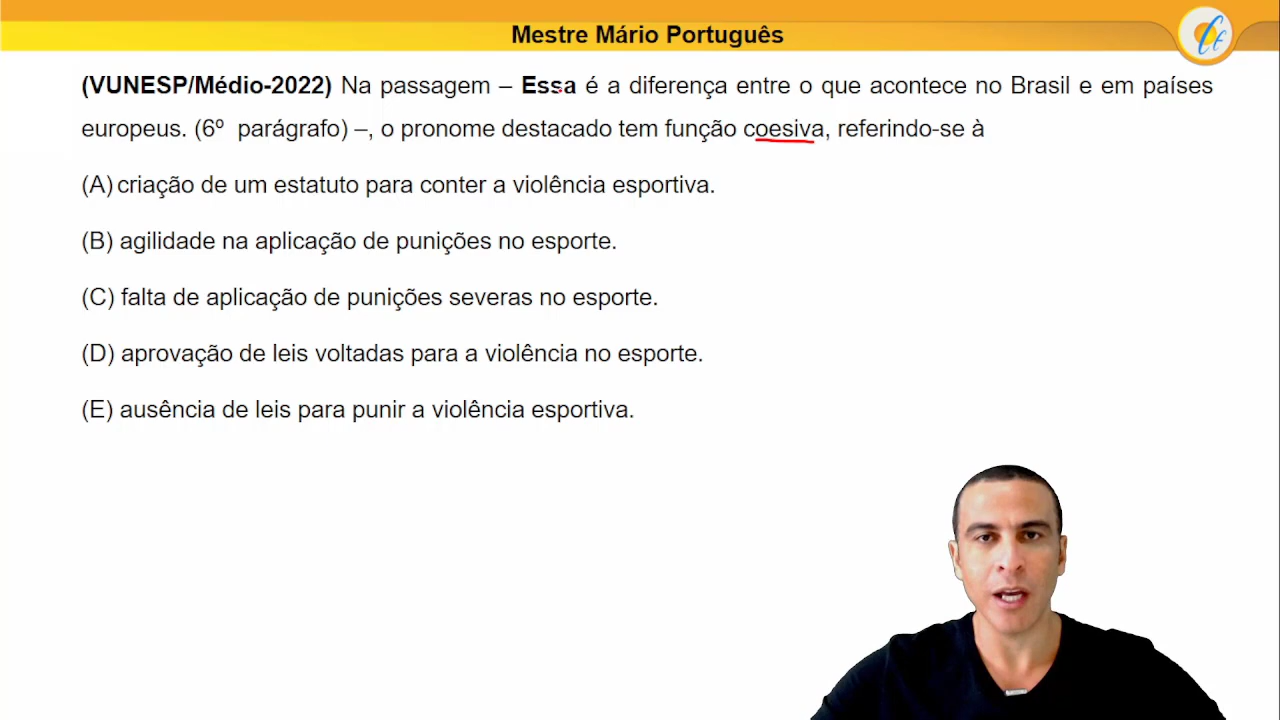 Mestre Mário Português
(VUNESP/Médio-2022) Na passagem – Essa é a diferença entre o que acontece no Brasil e em países
europeus. (6º parágrafo) –, o pronome destacado tem função coesiva, referindo-se à
(A) criação de um estatuto para conter a violência esportiva.
(B) agilidade na aplicação de punições no esporte.
(C) falta de aplicação de punições severas no esporte.
(D) aprovação de leis voltadas para a violência no esporte.
(E) ausência de leis para punir a violência esportiva.